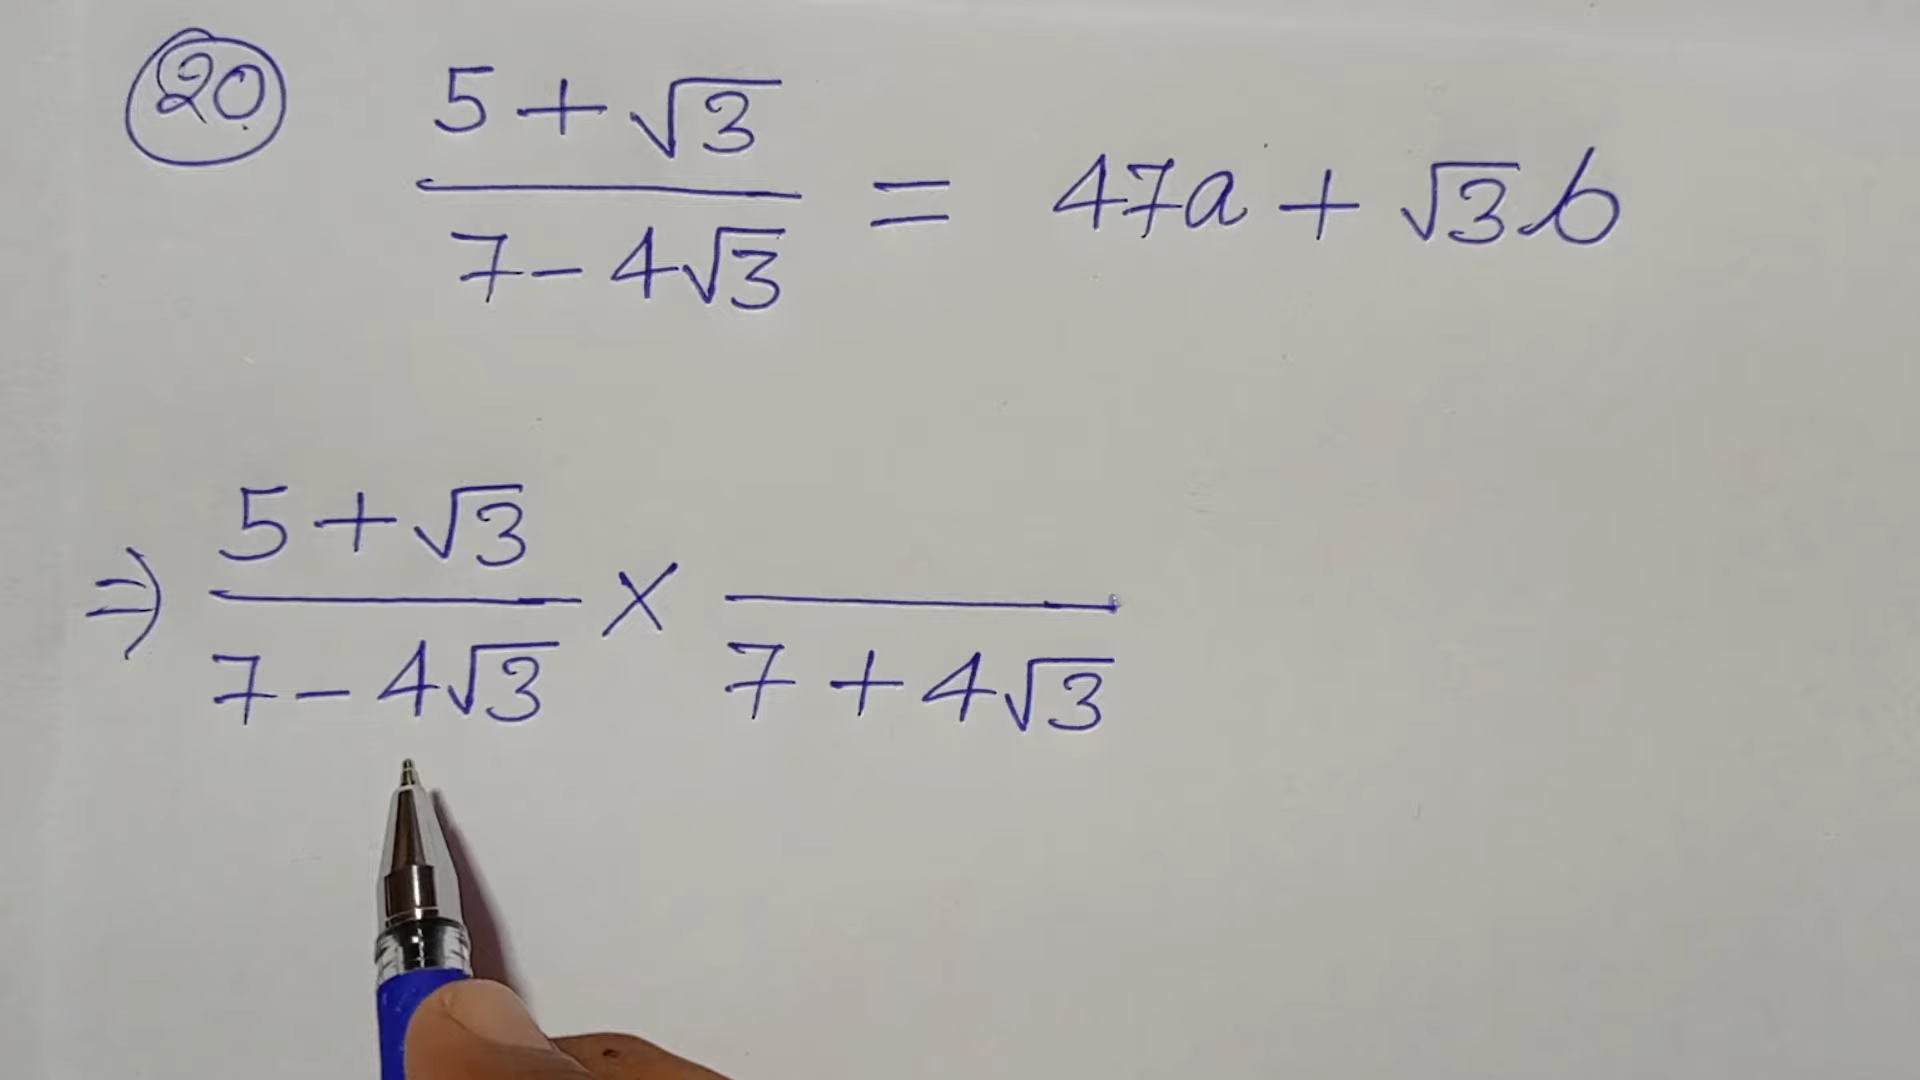 20 (5+√3)/(7-4√3) = 47a + √3b
⇒ (5+√3)/(7-4√3) × /(7+4√3)